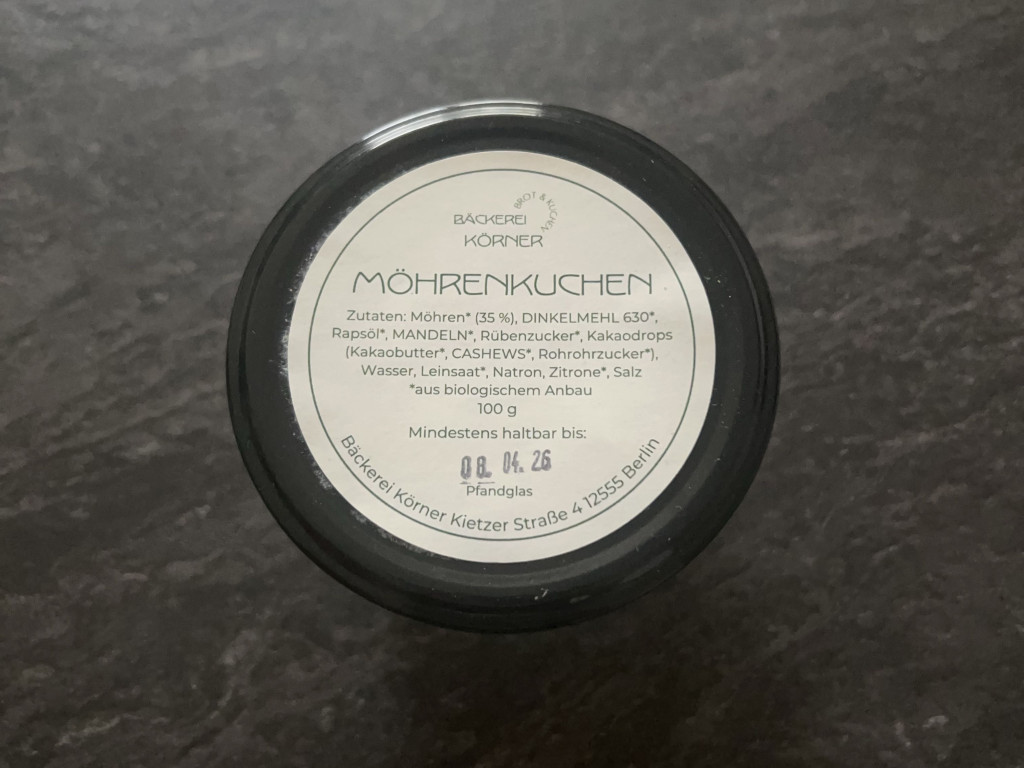 BROT & KUCHEN
BÄCKEREI
KÖRNER
MÖHRENKUCHEN
Zutaten: Möhren* (35 %), DINKELMEHL 630*,
Rapsöl*, MANDELN*, Rübenzucker*, Kakaodrops
(Kakaobutter*, CASHEWS*, Rohrohrzucker*),
Wasser, Leinsaat*, Natron, Zitrone*, Salz
*aus biologischem Anbau
100 g
Mindestens haltbar bis:
08. 04. 26
Pfandglas
Bäckerei Körner Kietzer Straße 4 12555 Berlin